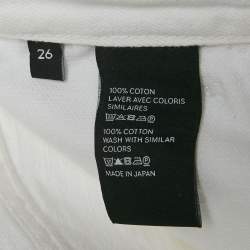 26
100% COTON
LAVER AVEC COLORIS
SIMILAIRES
100% COTTON
WASH WITH SIMILAR
COLORS
MADE IN JAPAN